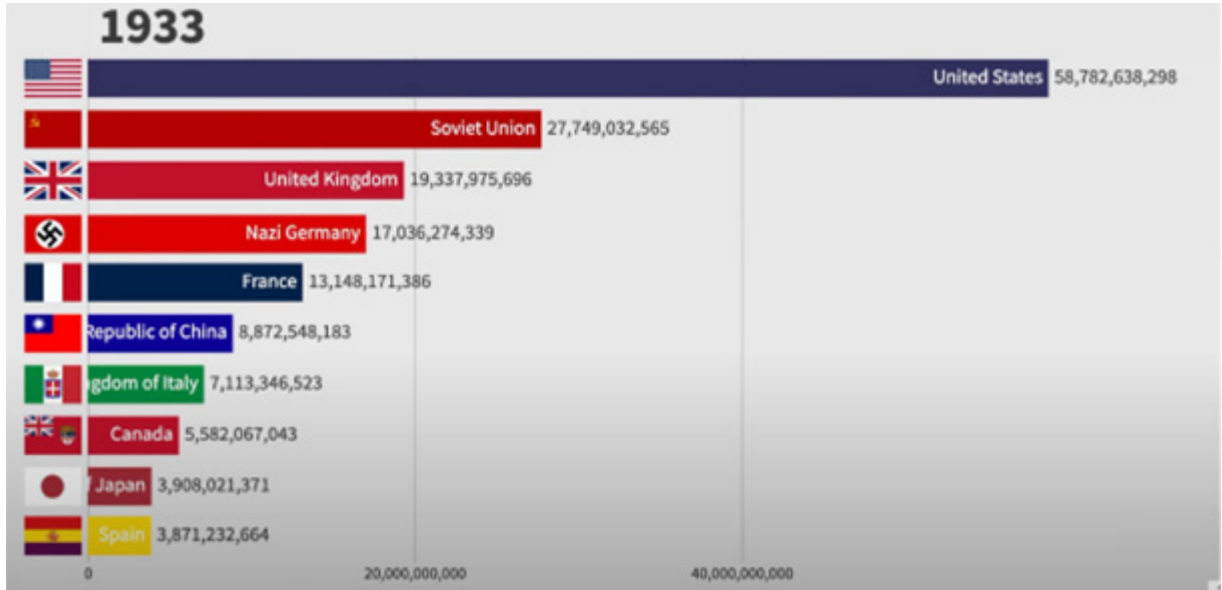 1933
United States 58,782,638,298
Soviet Union 27,749,032,565
United Kingdom 19,337,975,696
Nazi Germany 17,036,274,339
France 13,148,171,386
Republic of China 8,872,548,183
gdom of Italy 7,113,346,523
Canada 5,582,067,043
Japan 3,908,021,371
Spain 3,871,232,664
0 20,000,000,000 40,000,000,000